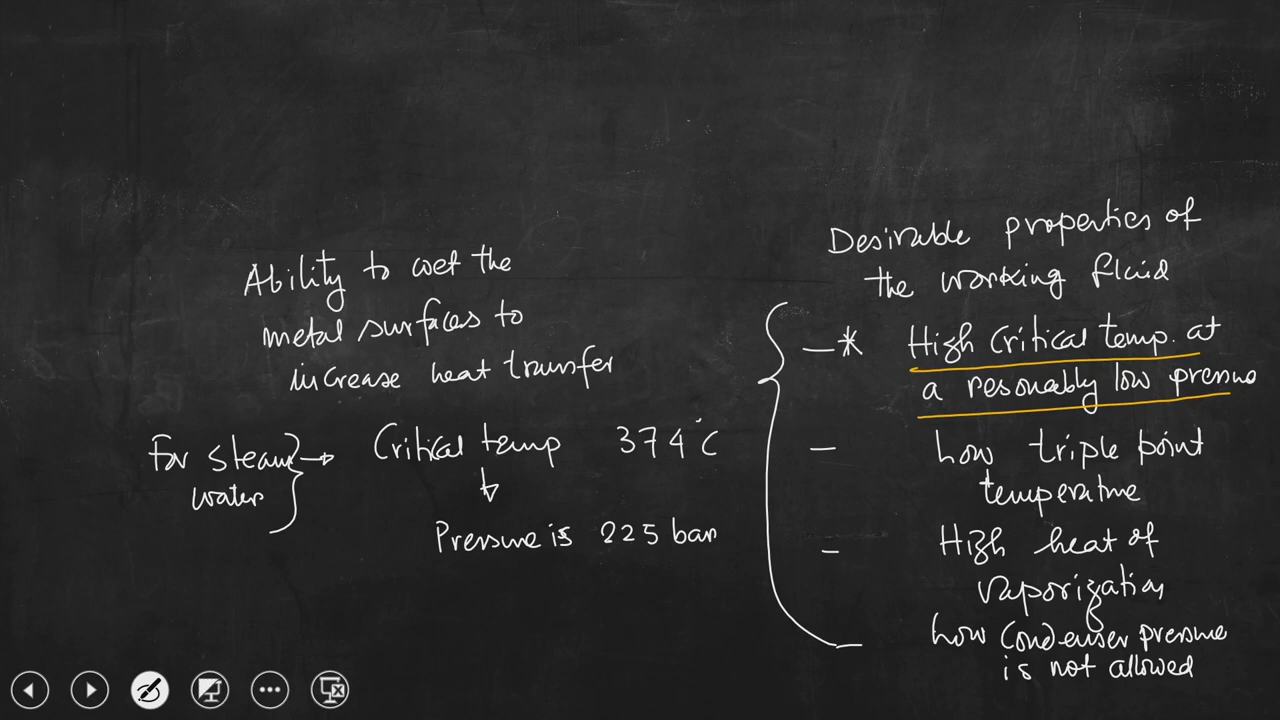 Desirable properties of
the working fluid
—* High Critical temp. at
a resonably low pressure
— Low triple point
temperature
— High heat of
vaporization
— Low Condenser pressure
is not allowed
Ability to wet the
metal surfaces to
increase heat transfer
For steam → Critical temp 374°C
water
Pressure is 225 bar